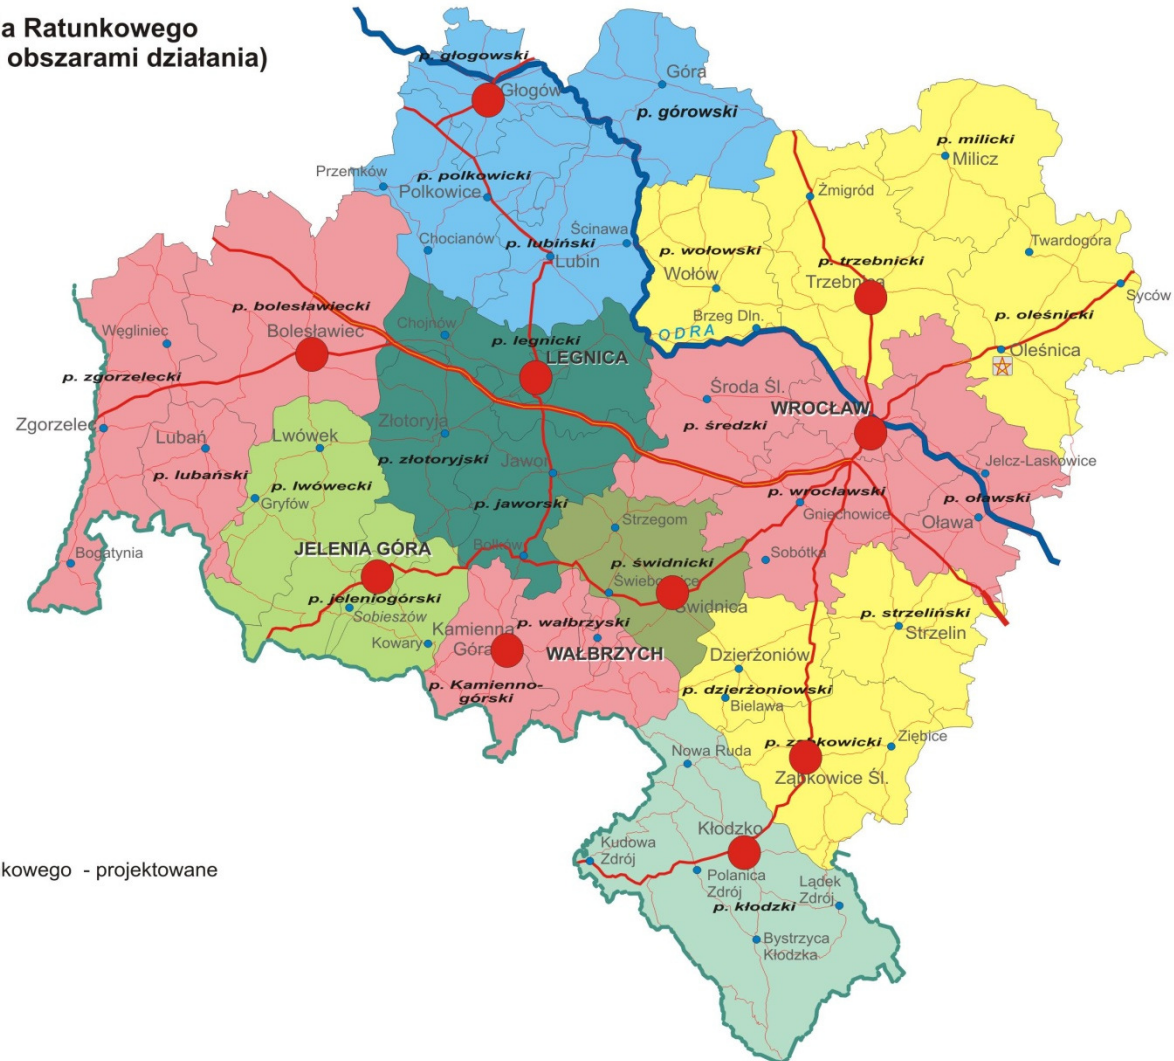 a Ratunkowego
obszarami działania)
p. głogowski
Głogów
Góra
p. górowski
p. milicki
Milicz
Przemków
p. polkowicki
Polkowice
Żmigród
Chocianów
p. lubiński
Ścinawa
Lubin
p. wołowski
Wołów
p. trzebnicki
Trzebnica
Twardogóra
Syców
p. oleśnicki
Oleśnica
Brzeg Dln.
ODRA
p. bolesławiecki
Bolesławiec
Węgliniec
Chojnów
p. legnicki
LEGNICA
p. zgorzelecki
Zgorzelec
Środa Śl.
WROCŁAW
p. średzki
Lubań
p. lubański
Lwówek
p. lwówecki
Gryfów
Złotoryja
p. złotoryjski
Jawor
p. jaworski
Jelcz-Laskowice
p. wrocławski
Gniechowice
p. oławski
Oława
Bogatynia
JELENIA GÓRA
p. jeleniogórski
Sobieszów
Kowary
Bolków
Strzegom
p. świdnicki
Świebodzice
Świdnica
Sobótka
Kamienna
Góra
p. wałbrzyski
WAŁBRZYCH
p. Kamienno-
górski
p. strzeliński
Strzelin
Dzierżoniów
p. dzierżoniowski
Bielawa
p. ząbkowicki
Ziębice
Ząbkowice Śl.
Nowa Ruda
Kłodzko
Kudowa
Zdrój
Polanica
Zdrój
Lądek
Zdrój
p. kłodzki
Bystrzyca
Kłodzka
kowego - projektowane